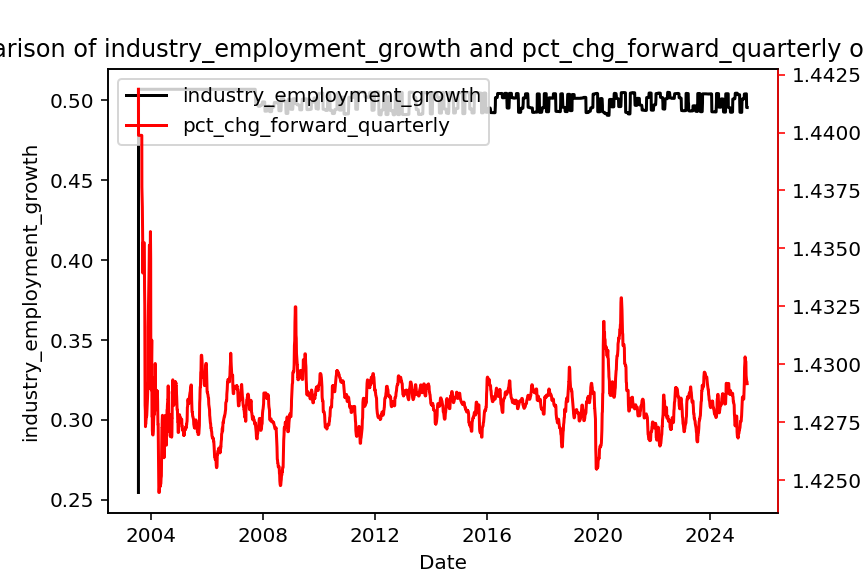 arison of industry_employment_growth and pct_chg_forward_quarterly o
industry_employment_growth
pct_chg_forward_quarterly
industry_employment_growth
0.50
0.45
0.40
0.35
0.30
0.25
1.4425
1.4400
1.4375
1.4350
1.4325
1.4300
1.4275
1.4250
2004 2008 2012 2016 2020 2024
Date